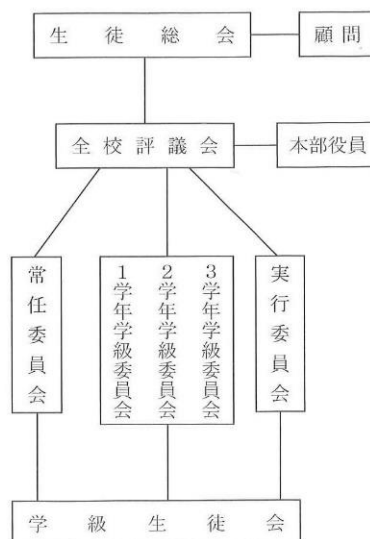 生徒総会
顧問
全校評議会
本部役員
常任委員会
1学年学級委員会
2学年学級委員会
3学年学級委員会
実行委員会
学級生徒会